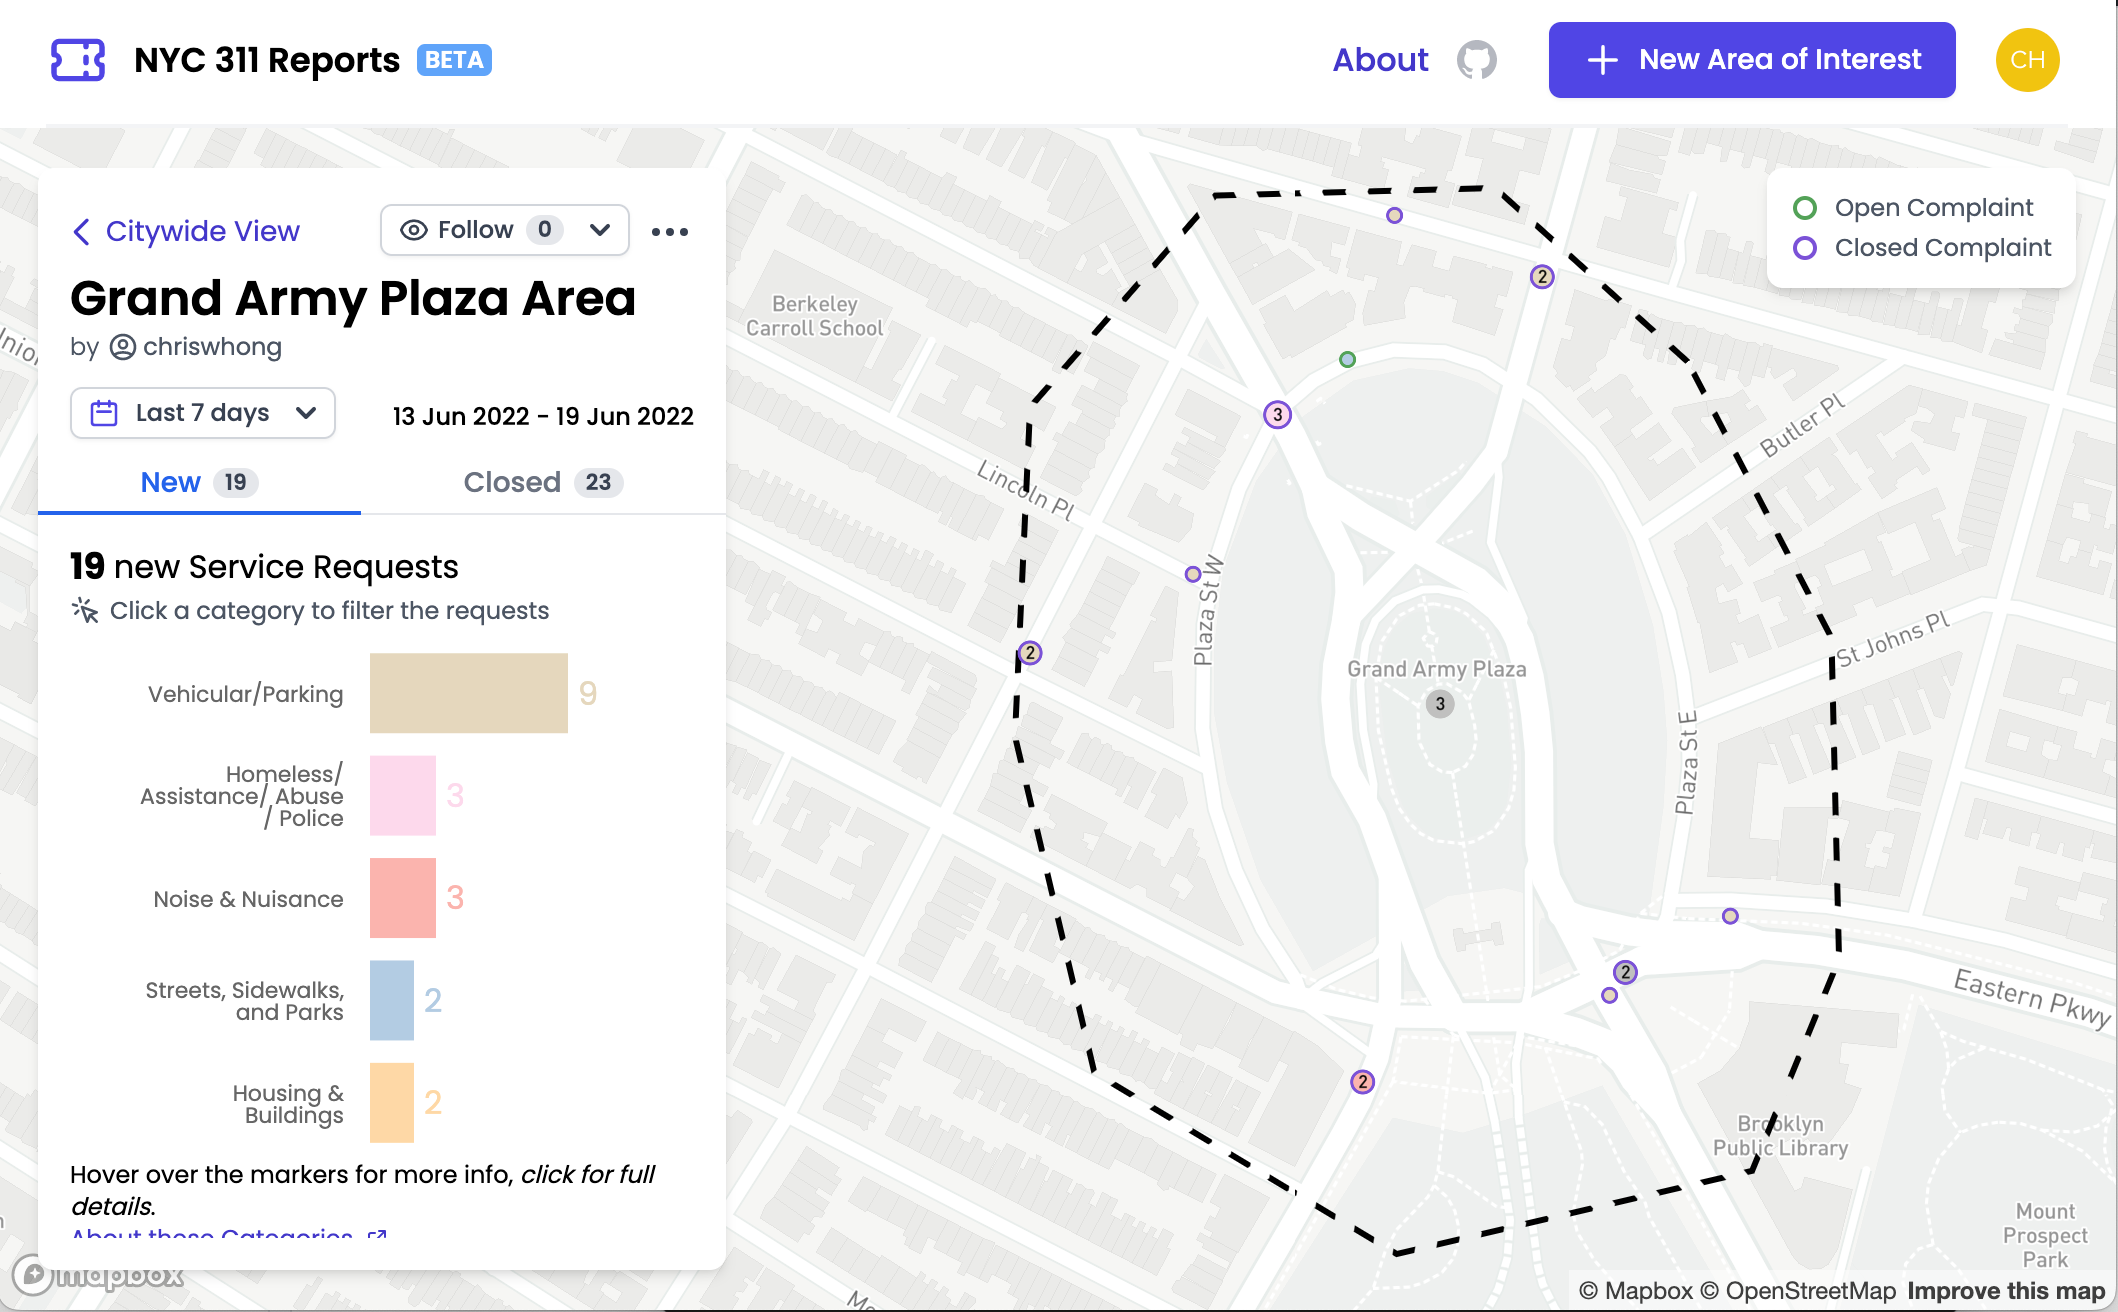 NYC 311 Reports BETA
About
New Area of Interest
CH
Citywide View
Follow 0
Grand Army Plaza Area
by chriswhong
Last 7 days
13 Jun 2022 - 19 Jun 2022
New 19
Closed 23
19 new Service Requests
Click a category to filter the requests
Vehicular/Parking
9
Homeless/
Assistance/ Abuse
/ Police
3
Noise & Nuisance
3
Streets, Sidewalks,
and Parks
2
Housing &
Buildings
2
Hover over the markers for more info, click for full
details.
About these Categories
mapbox
Open Complaint
Closed Complaint
Berkeley
Carroll School
2
3
Butler Pl
Lincoln Pl
Plaza St W
2
St Johns Pl
Grand Army Plaza
3
Plaza St E
2
Eastern Pkwy
2
Brooklyn
Public Library
Mount
Prospect
Park
© Mapbox © OpenStreetMap Improve this map